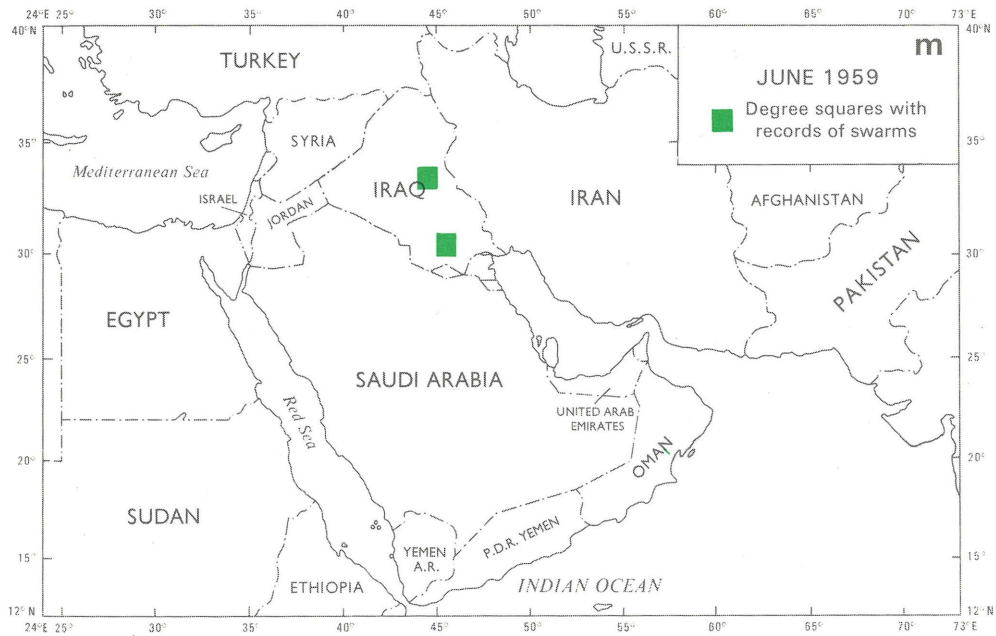 24°E 25° 30° 35° 40° 45° 50° 55° 60° 65° 70° 73°E
40°N 40°N
m
TURKEY
U.S.S.R.
JUNE 1959
Degree squares with
records of swarms
35° 35°
SYRIA
Mediterranean Sea
ISRAEL
JORDAN
IRAQ
IRAN
AFGHANISTAN
30° 30°
PAKISTAN
EGYPT
25° 25°
SAUDI ARABIA
Red Sea
UNITED ARAB
EMIRATES
OMAN
20° 20°
SUDAN
P.D.R. YEMEN
YEMEN
A.R.
15° 15°
ETHIOPIA
INDIAN OCEAN
12°N 12°N
24°E 25° 30° 35° 40° 45° 50° 55° 60° 65° 70° 73°E